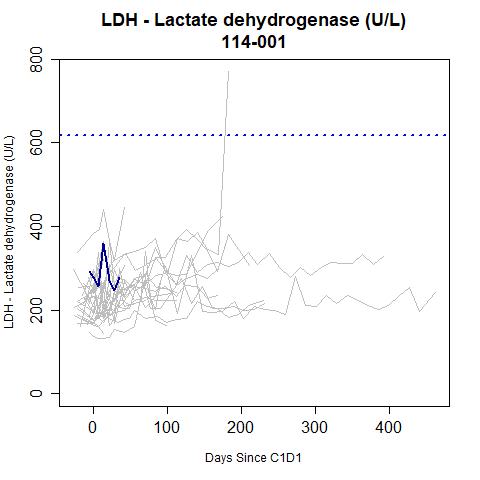 LDH - Lactate dehydrogenase (U/L)
114-001
800
600
400
200
0
LDH - Lactate dehydrogenase (U/L)
0 100 200 300 400
Days Since C1D1